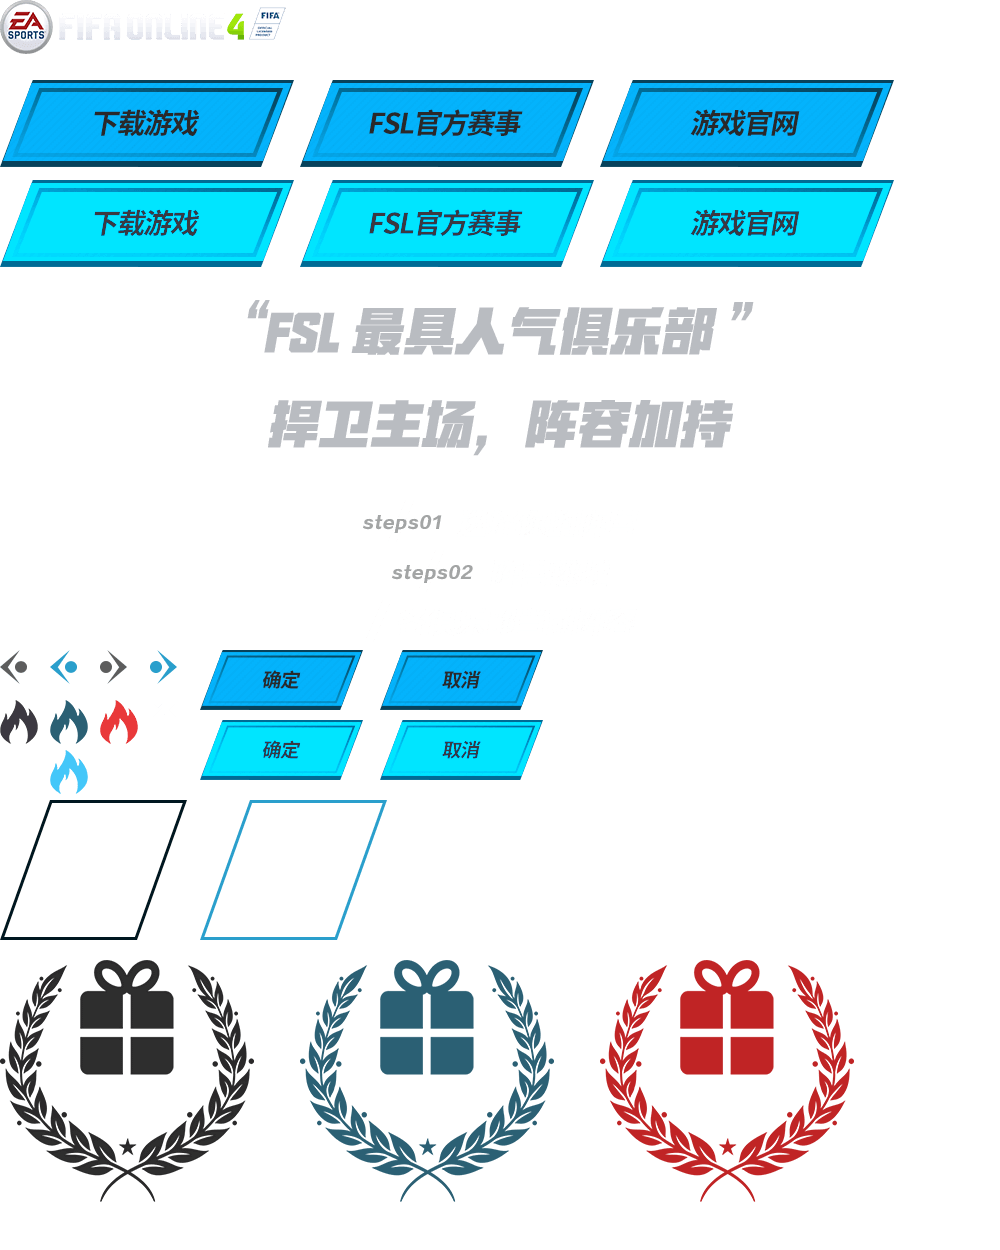 EA
SPORTS
FIFA ONLINE 4
FIFA
OFFICIAL
LICENSED
PRODUCT
下载游戏
FSL官方赛事
游戏官网
下载游戏
FSL官方赛事
游戏官网
“FSL 最具人气俱乐部”
捍卫主场，阵容加持
steps01
steps02
确定
取消
确定
取消